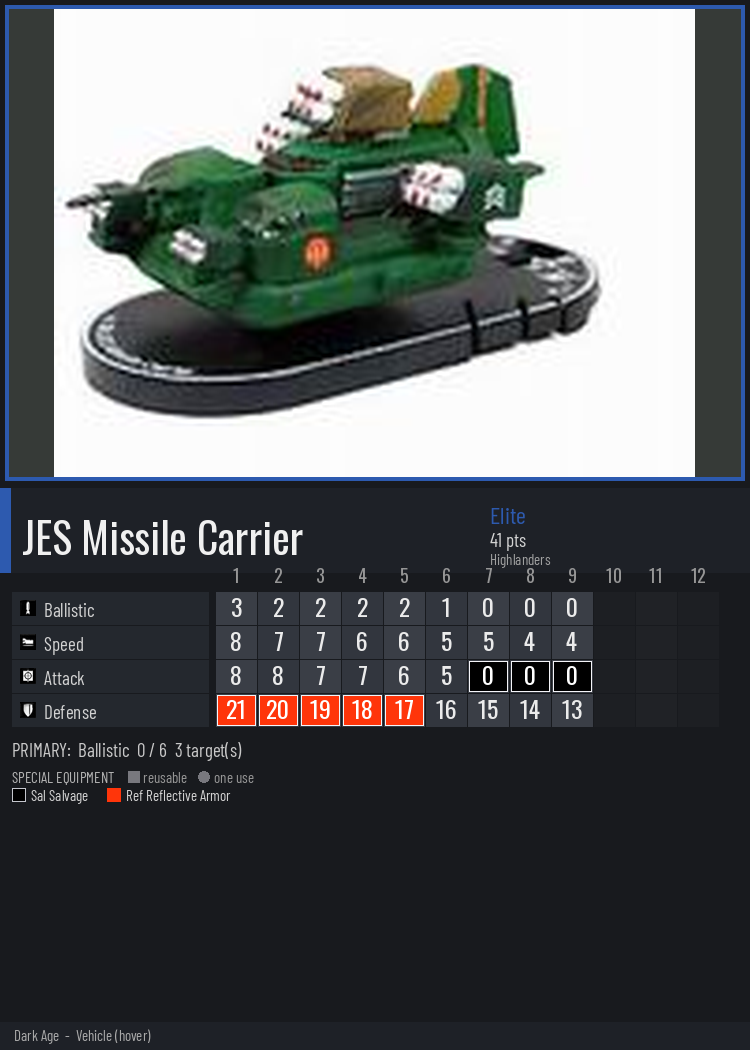 JES Missile Carrier
Elite
41 pts
Highlanders
1 2 3 4 5 6 7 8 9 10 11 12
Ballistic 3 2 2 2 2 1 0 0 0
Speed 8 7 7 6 6 5 5 4 4
Attack 8 8 7 7 6 5 0 0 0
Defense 21 20 19 18 17 16 15 14 13
PRIMARY: Ballistic 0 / 6 3 target(s)
SPECIAL EQUIPMENT reusable one use
Sal Salvage Ref Reflective Armor
Dark Age - Vehicle (hover)